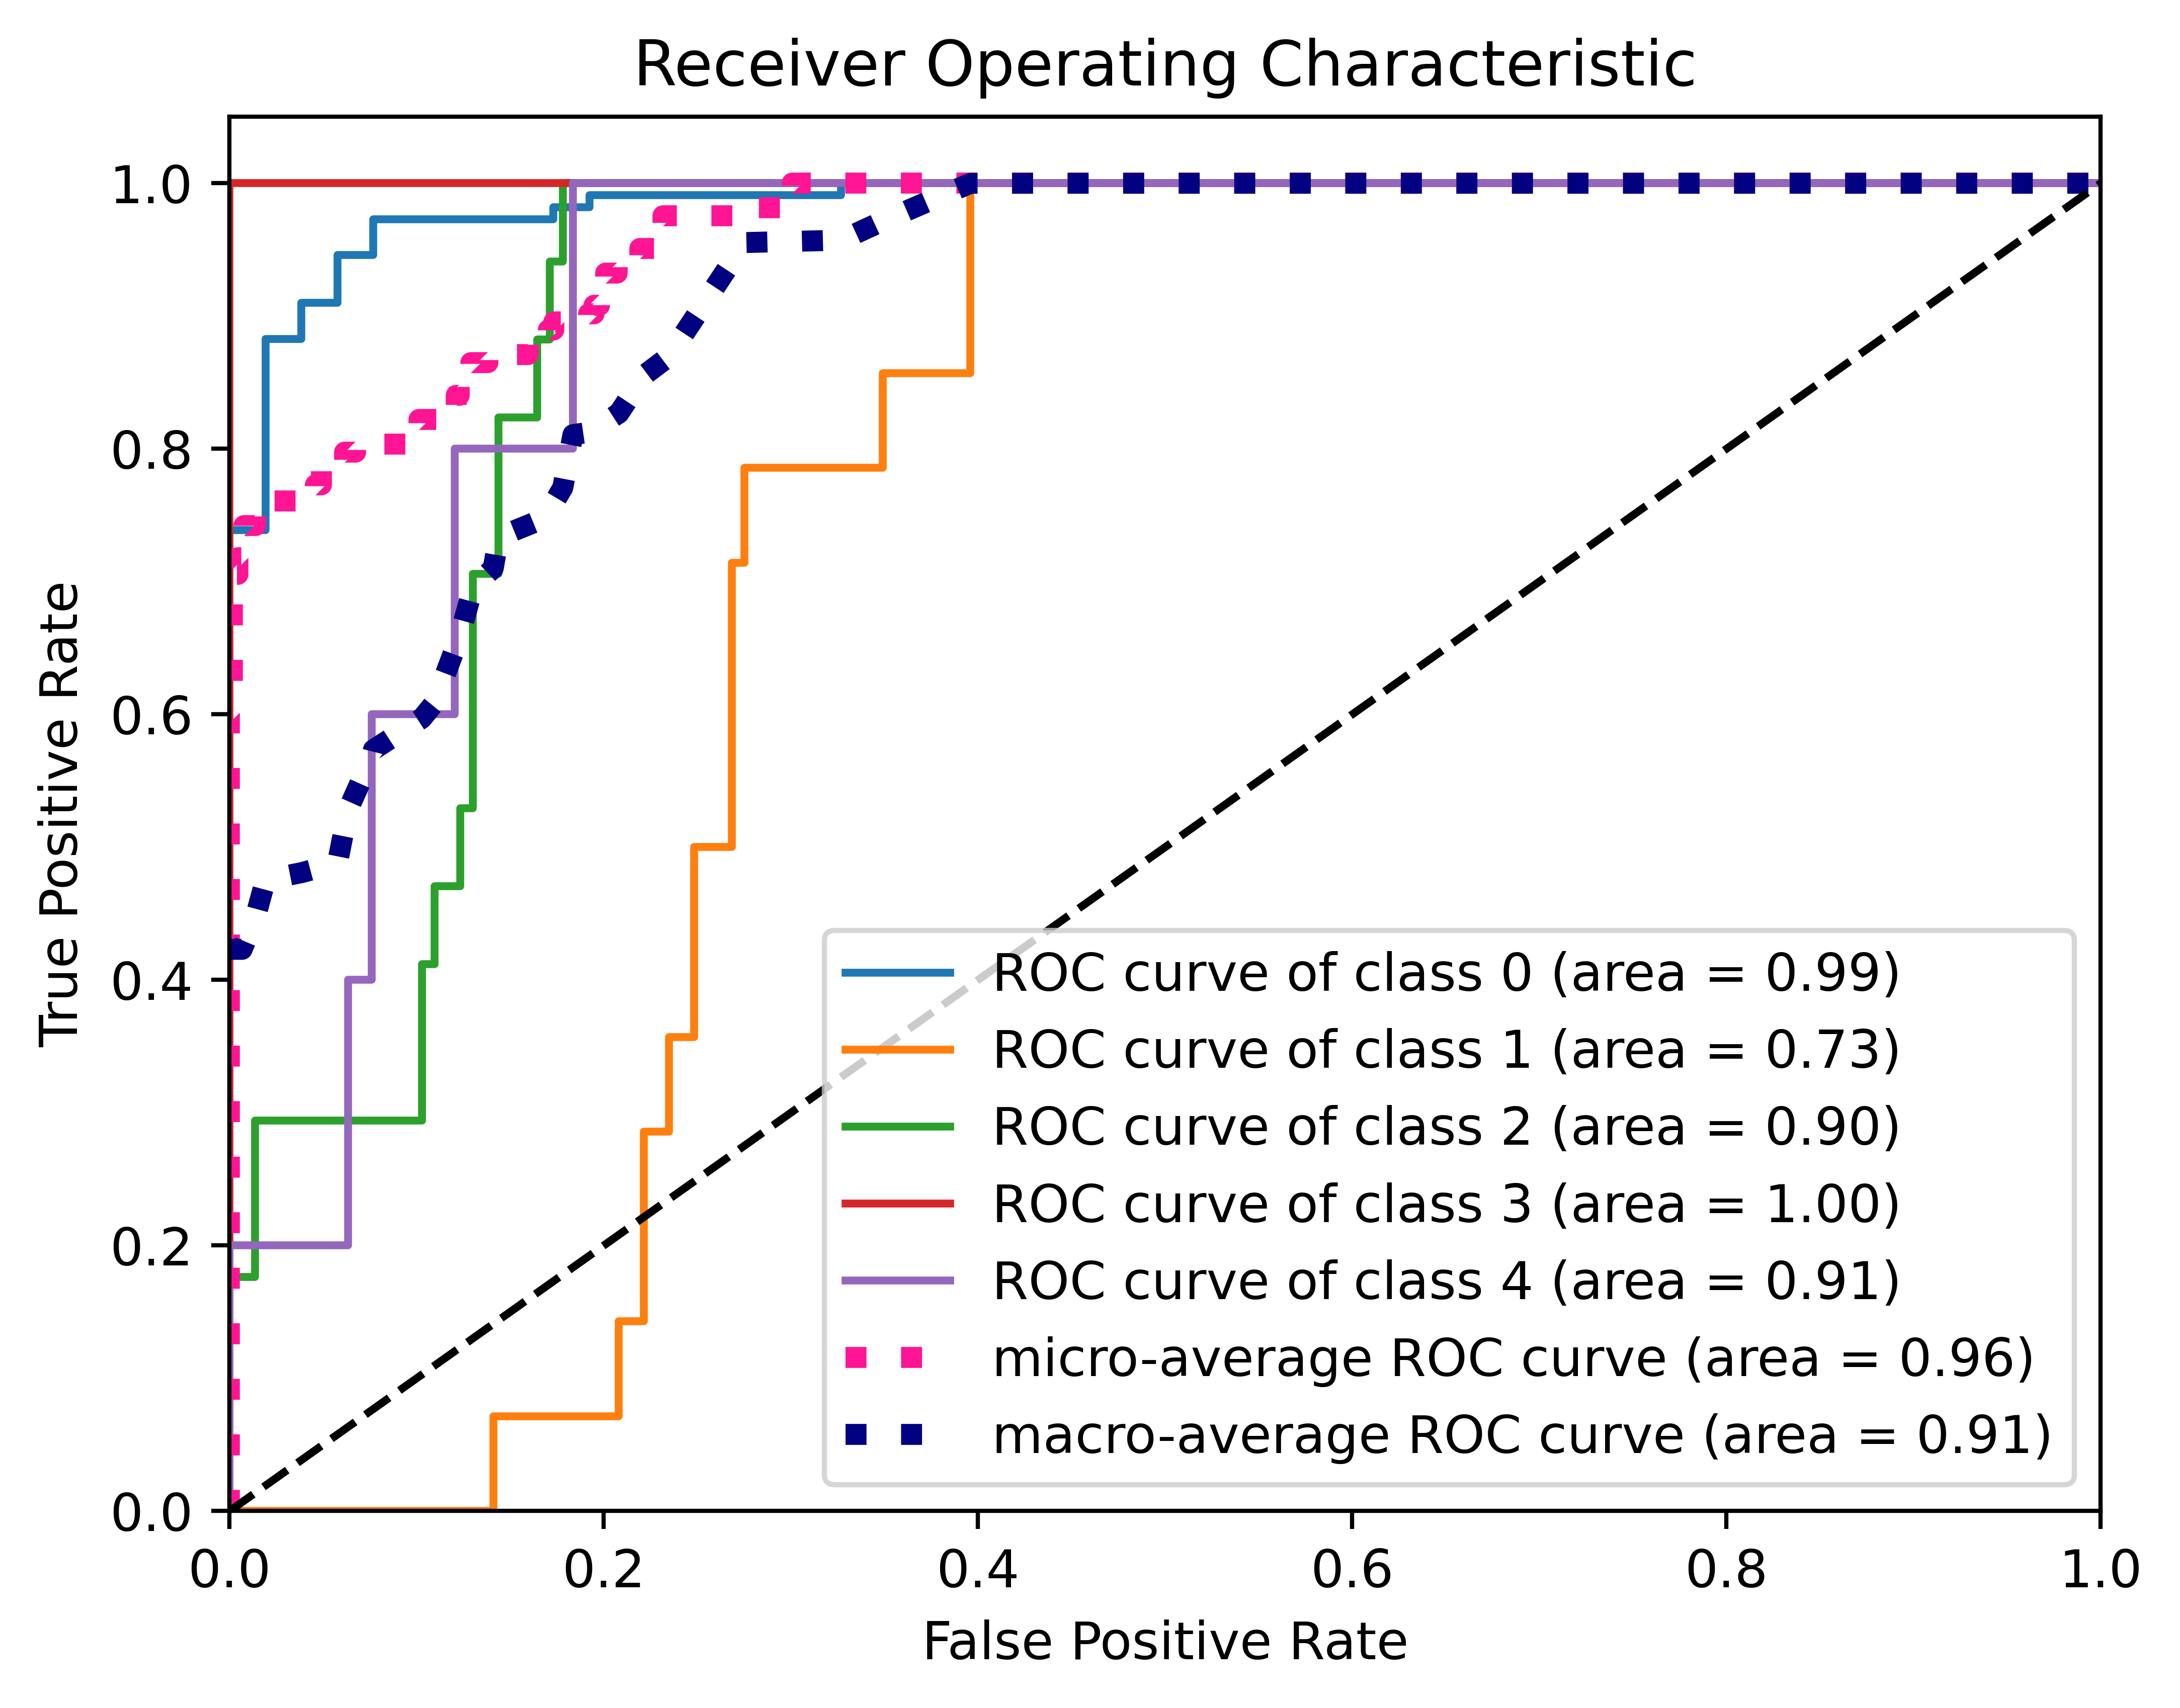 Receiver Operating Characteristic
1.0
0.8
0.6
0.4
0.2
0.0
True Positive Rate
ROC curve of class 0 (area = 0.99)
ROC curve of class 1 (area = 0.73)
ROC curve of class 2 (area = 0.90)
ROC curve of class 3 (area = 1.00)
ROC curve of class 4 (area = 0.91)
micro-average ROC curve (area = 0.96)
macro-average ROC curve (area = 0.91)
0.0 0.2 0.4 0.6 0.8 1.0
False Positive Rate